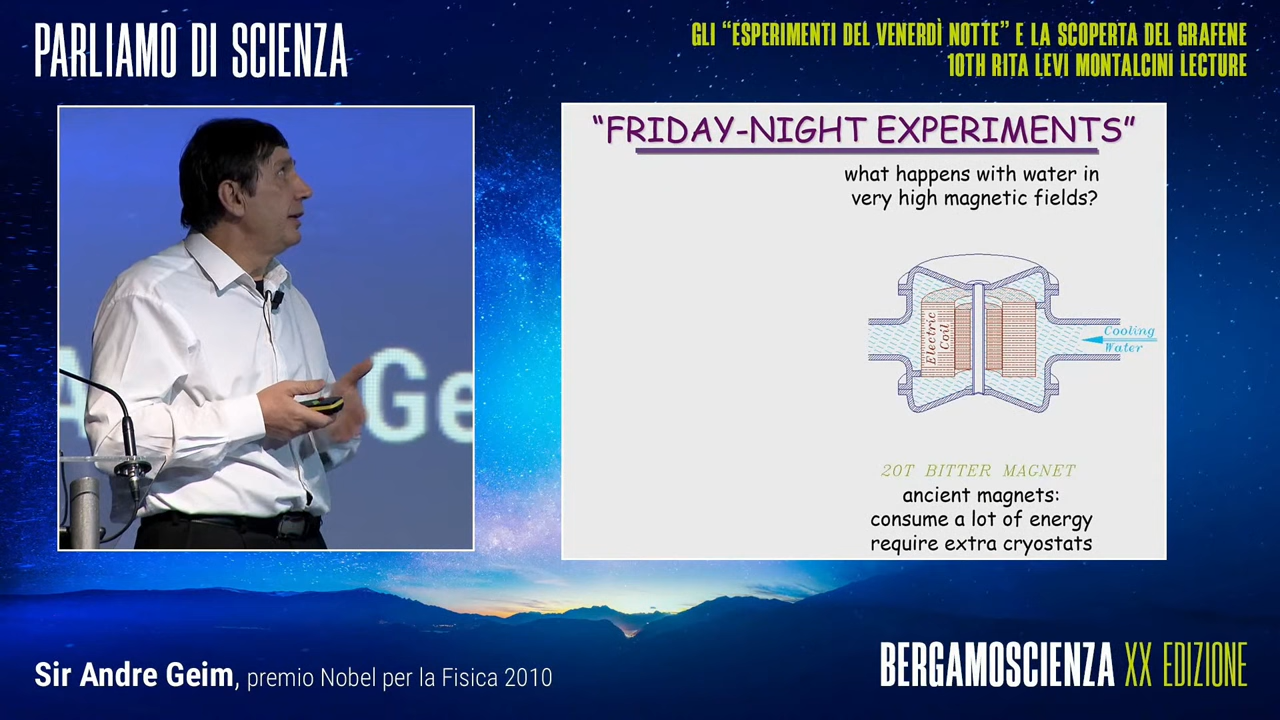 PARLIAMO DI SCIENZA
GLI “ESPERIMENTI DEL VENERDÌ NOTTE” E LA SCOPERTA DEL GRAFENE
10TH RITA LEVI MONTALCINI LECTURE
A Ge
“FRIDAY-NIGHT EXPERIMENTS”
what happens with water in
very high magnetic fields?
Electric
Coil
Cooling
Water
20T BITTER MAGNET
ancient magnets:
consume a lot of energy
require extra cryostats
Sir Andre Geim, premio Nobel per la Fisica 2010
BERGAMOSCIENZA XX EDIZIONE